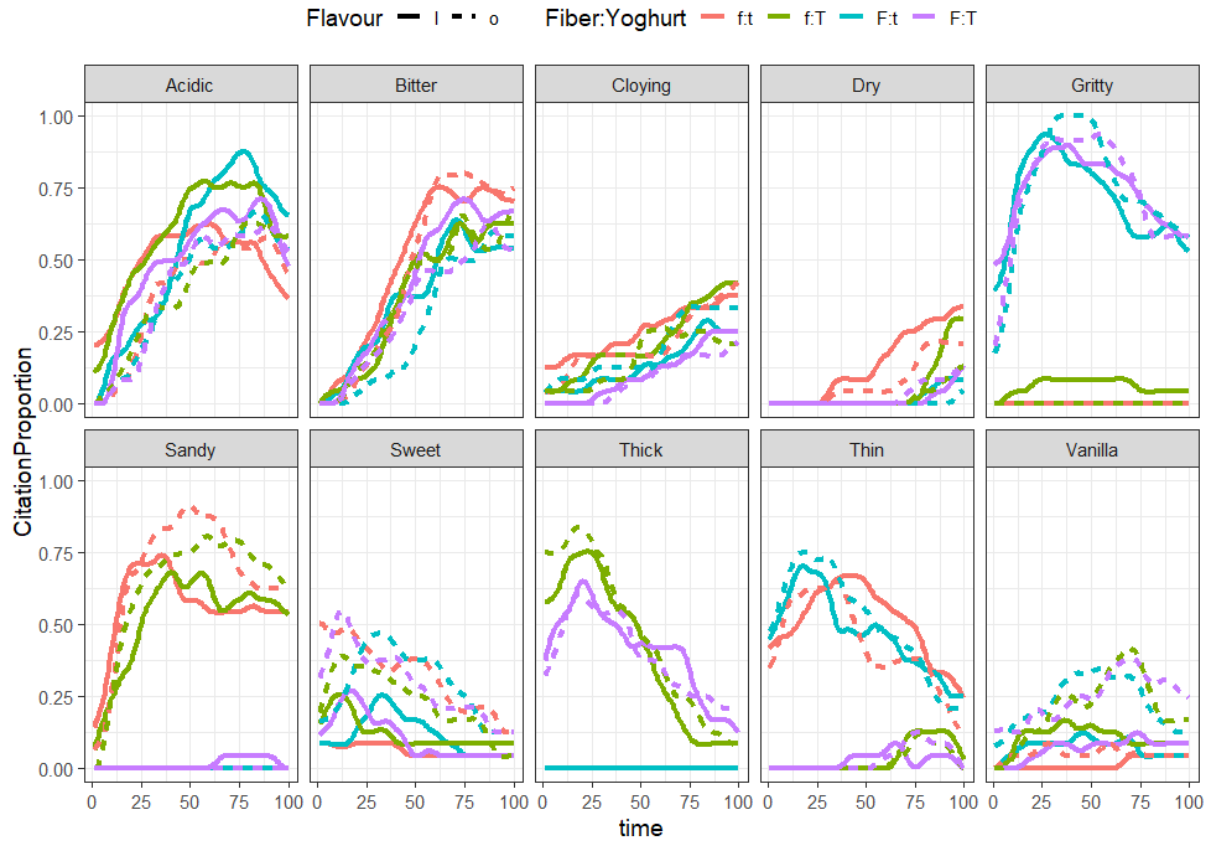 Flavour l o Fiber:Yoghurt f:t f:T F:t F:T
Acidic Bitter Cloying Dry Gritty
1.00
0.75
0.50
0.25
0.00
Sandy Sweet Thick Thin Vanilla
1.00
0.75
0.50
0.25
0.00
CitationProportion
0 25 50 75 100 0 25 50 75 100 0 25 50 75 100 0 25 50 75 100 0 25 50 75 100
time